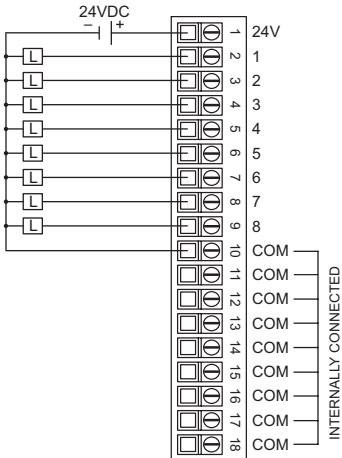 24VDC
– +
1 24V
L 2 1
L 3 2
L 4 3
L 5 4
L 6 5
L 7 6
L 8 7
L 9 8
10 COM
11 COM
12 COM
13 COM
14 COM
15 COM
16 COM
17 COM
18 COM
INTERNALLY CONNECTED